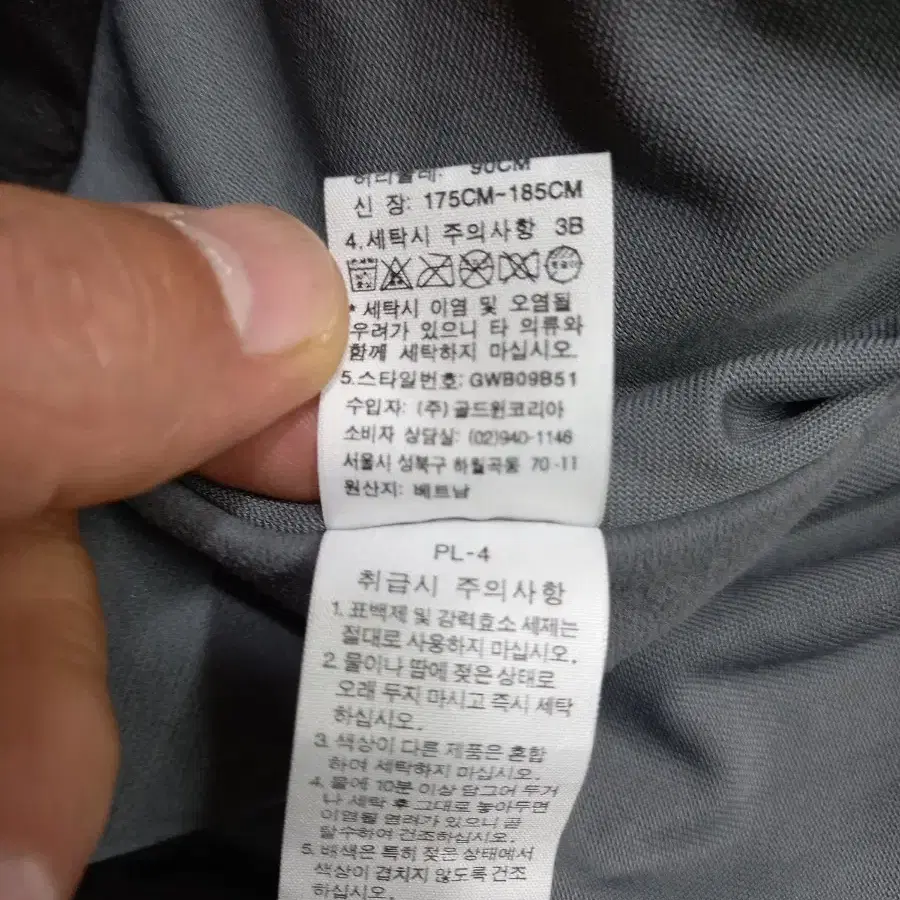 허리둘레: 90CM
신 장: 175CM~185CM
4.세탁시 주의사항 3B
* 세탁시 이염 및 오염될
우려가 있으니 타 의류와
함께 세탁하지 마십시오.
5.스타일번호: GWB09B51
수입자: (주)골드윈코리아
소비자 상담실: (02)940-1146
서울시 성북구 하월곡동 70-11
원산지: 베트남
PL-4
취급시 주의사항
1. 표백제 및 강력효소 세제는
절대로 사용하지 마십시오.
2. 물이나 땀에 젖은 상태로
오래 두지 마시고 즉시 세탁
하십시오.
3. 색상이 다른 제품은 혼합
하여 세탁하지 마십시오.
4. 물에 10분 이상 담그어 두거
나 세탁 후 그대로 놓아두면
이염될 염려가 있으니 곧
탈수하여 건조하십시오.
5. 배색은 특히 젖은 상태에서
색상이 겹치지 않도록 건조
하십시오.